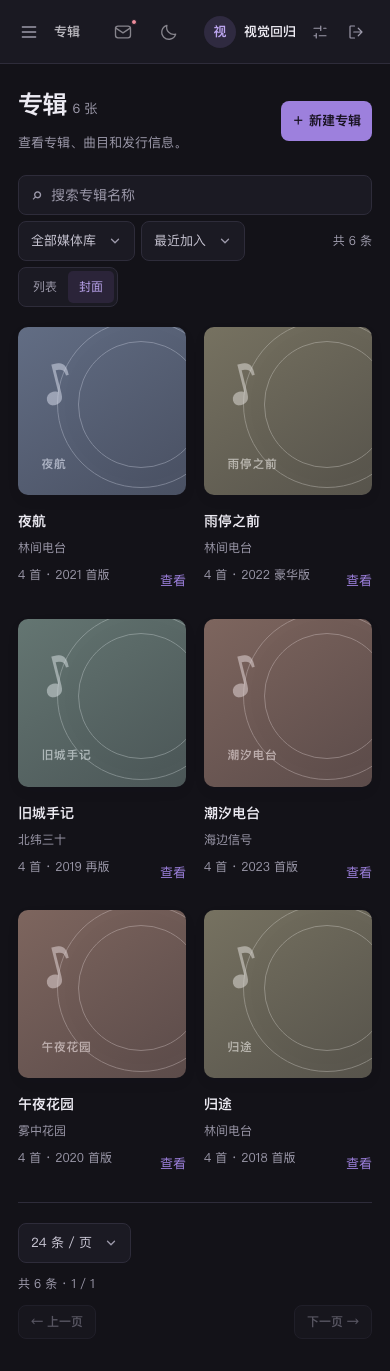 专辑
视 视觉回归
专辑 6 张
+ 新建专辑
查看专辑、曲目和发行信息。
搜索专辑名称
全部媒体库 最近加入 共 6 条
列表 封面
夜航 雨停之前
夜航 雨停之前
林间电台 林间电台
4 首 · 2021 首版 查看 4 首 · 2022 豪华版 查看
旧城手记 潮汐电台
旧城手记 潮汐电台
北纬三十 海边信号
4 首 · 2019 再版 查看 4 首 · 2023 首版 查看
午夜花园 归途
午夜花园 归途
雾中花园 林间电台
4 首 · 2020 首版 查看 4 首 · 2018 首版 查看
24 条 / 页
共 6 条 · 1 / 1
← 上一页 下一页 →